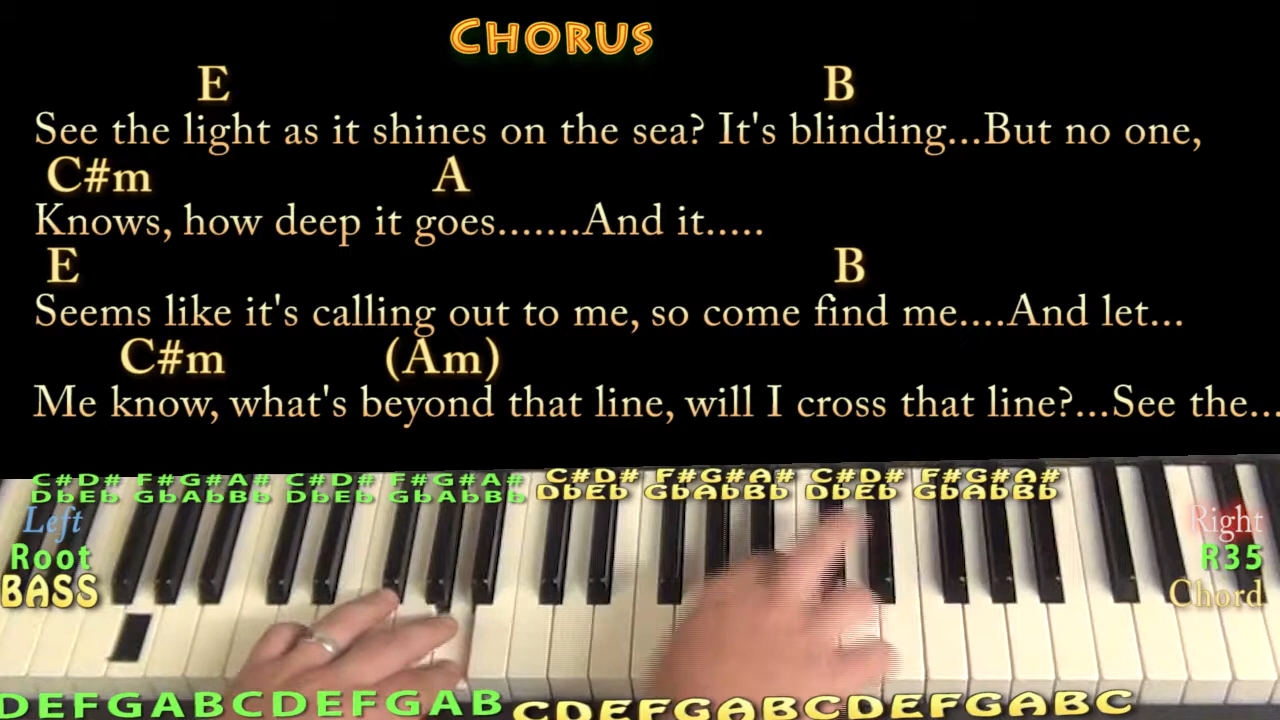 CHORUS
E B
See the light as it shines on the sea? It's blinding...But no one,
C#m A
Knows, how deep it goes.......And it.....
E B
Seems like it's calling out to me, so come find me....And let...
C#m (Am)
Me know, what's beyond that line, will I cross that line?...See the...
C#D# F#G#A# C#D# F#G#A# C#D# F#G#A# C#D# F#G#A#
DbEb GbAbBb DbEb GbAbBb DbEb GbAbBb DbEb GbAbBb
Left
Root
BASS
Right
R35
Chord
DEFGABCDEFGAB CDEFGABCDEFGABC